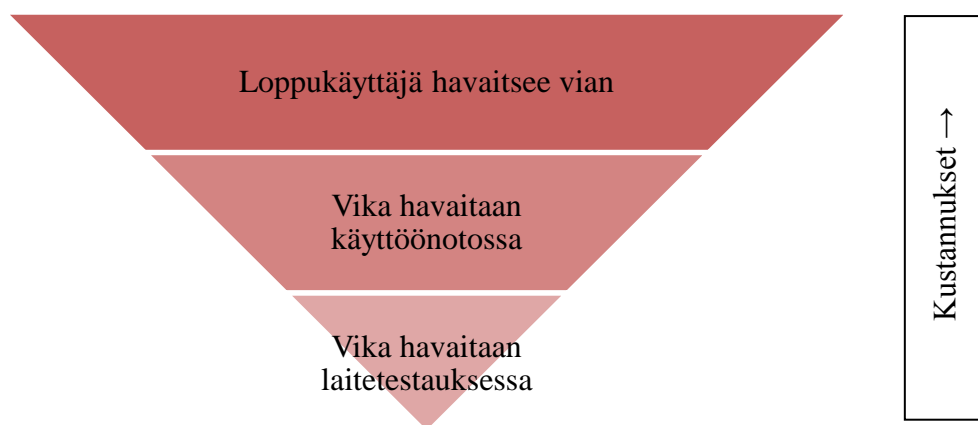 Loppukäyttäjä havaitsee vian
Vika havaitaan
käyttöönotossa
Vika havaitaan
laitetestauksessa
Kustannukset →